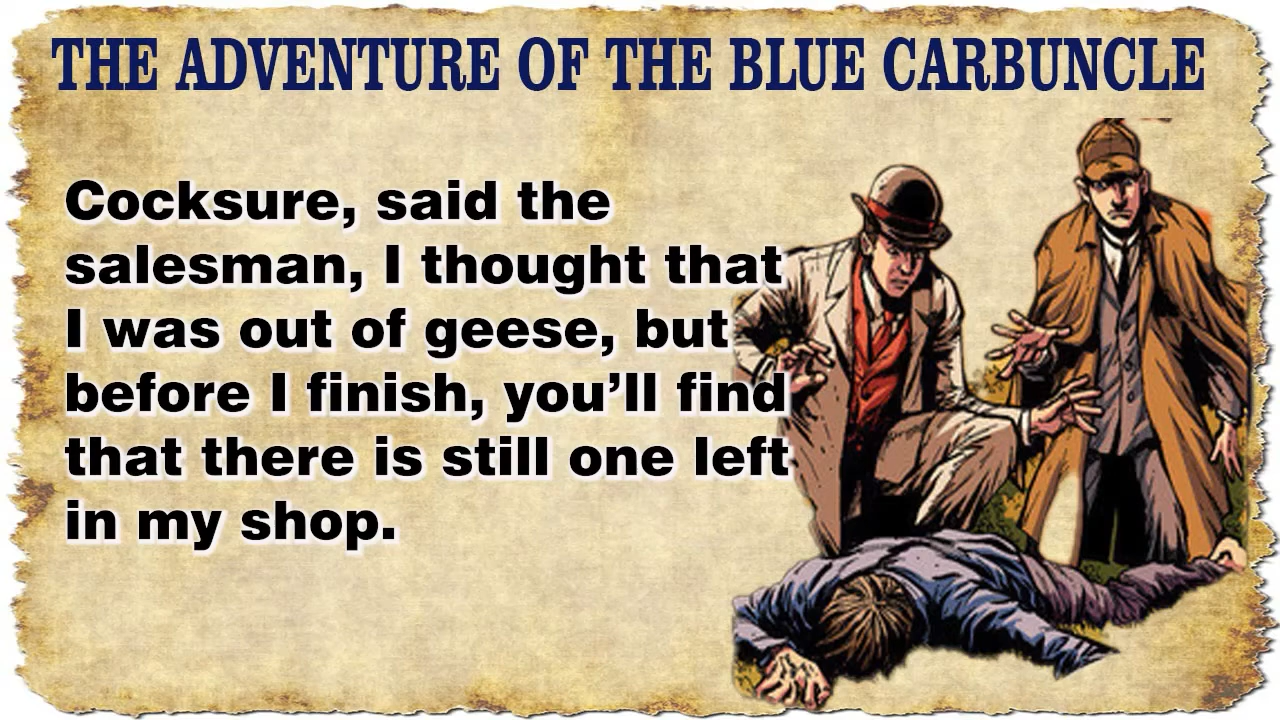 THE ADVENTURE OF THE BLUE CARBUNCLE
Cocksure, said the
salesman, I thought that
I was out of geese, but
before I finish, you’ll find
that there is still one left
in my shop.